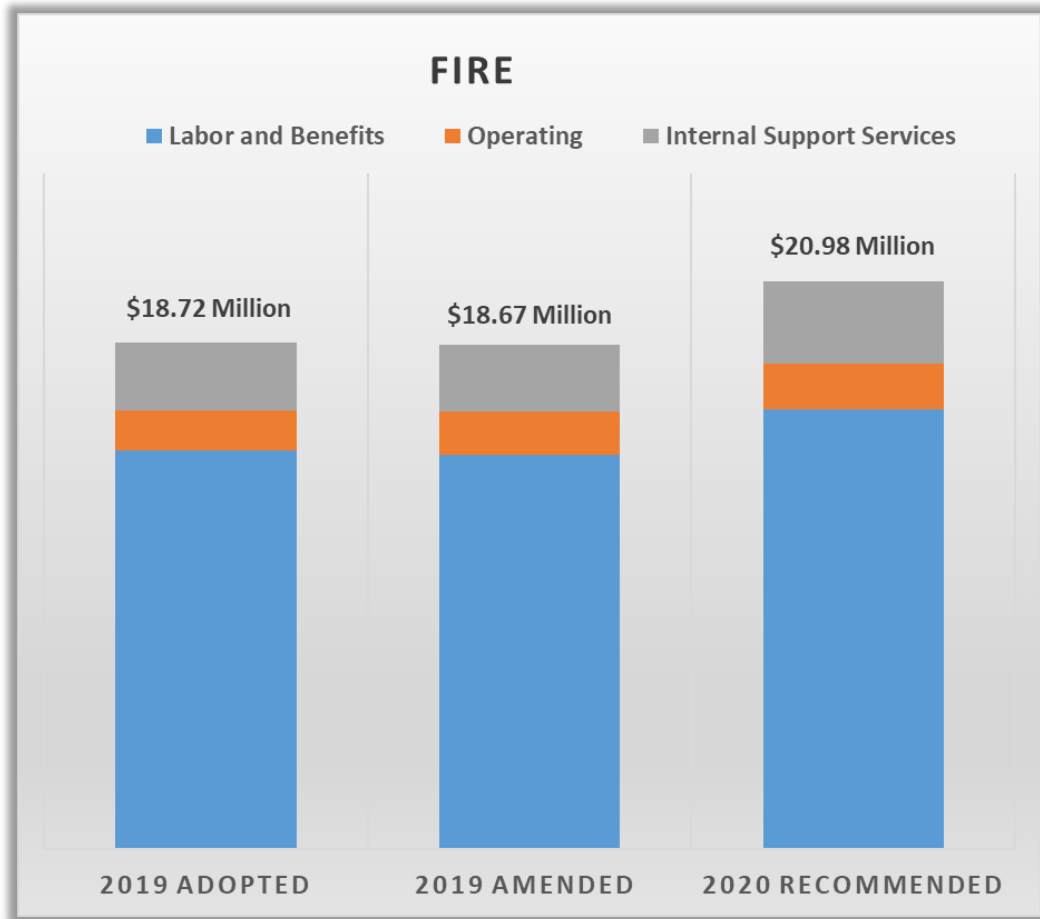 FIRE
Labor and Benefits Operating Internal Support Services
$20.98 Million
$18.72 Million
$18.67 Million
2019 ADOPTED 2019 AMENDED 2020 RECOMMENDED